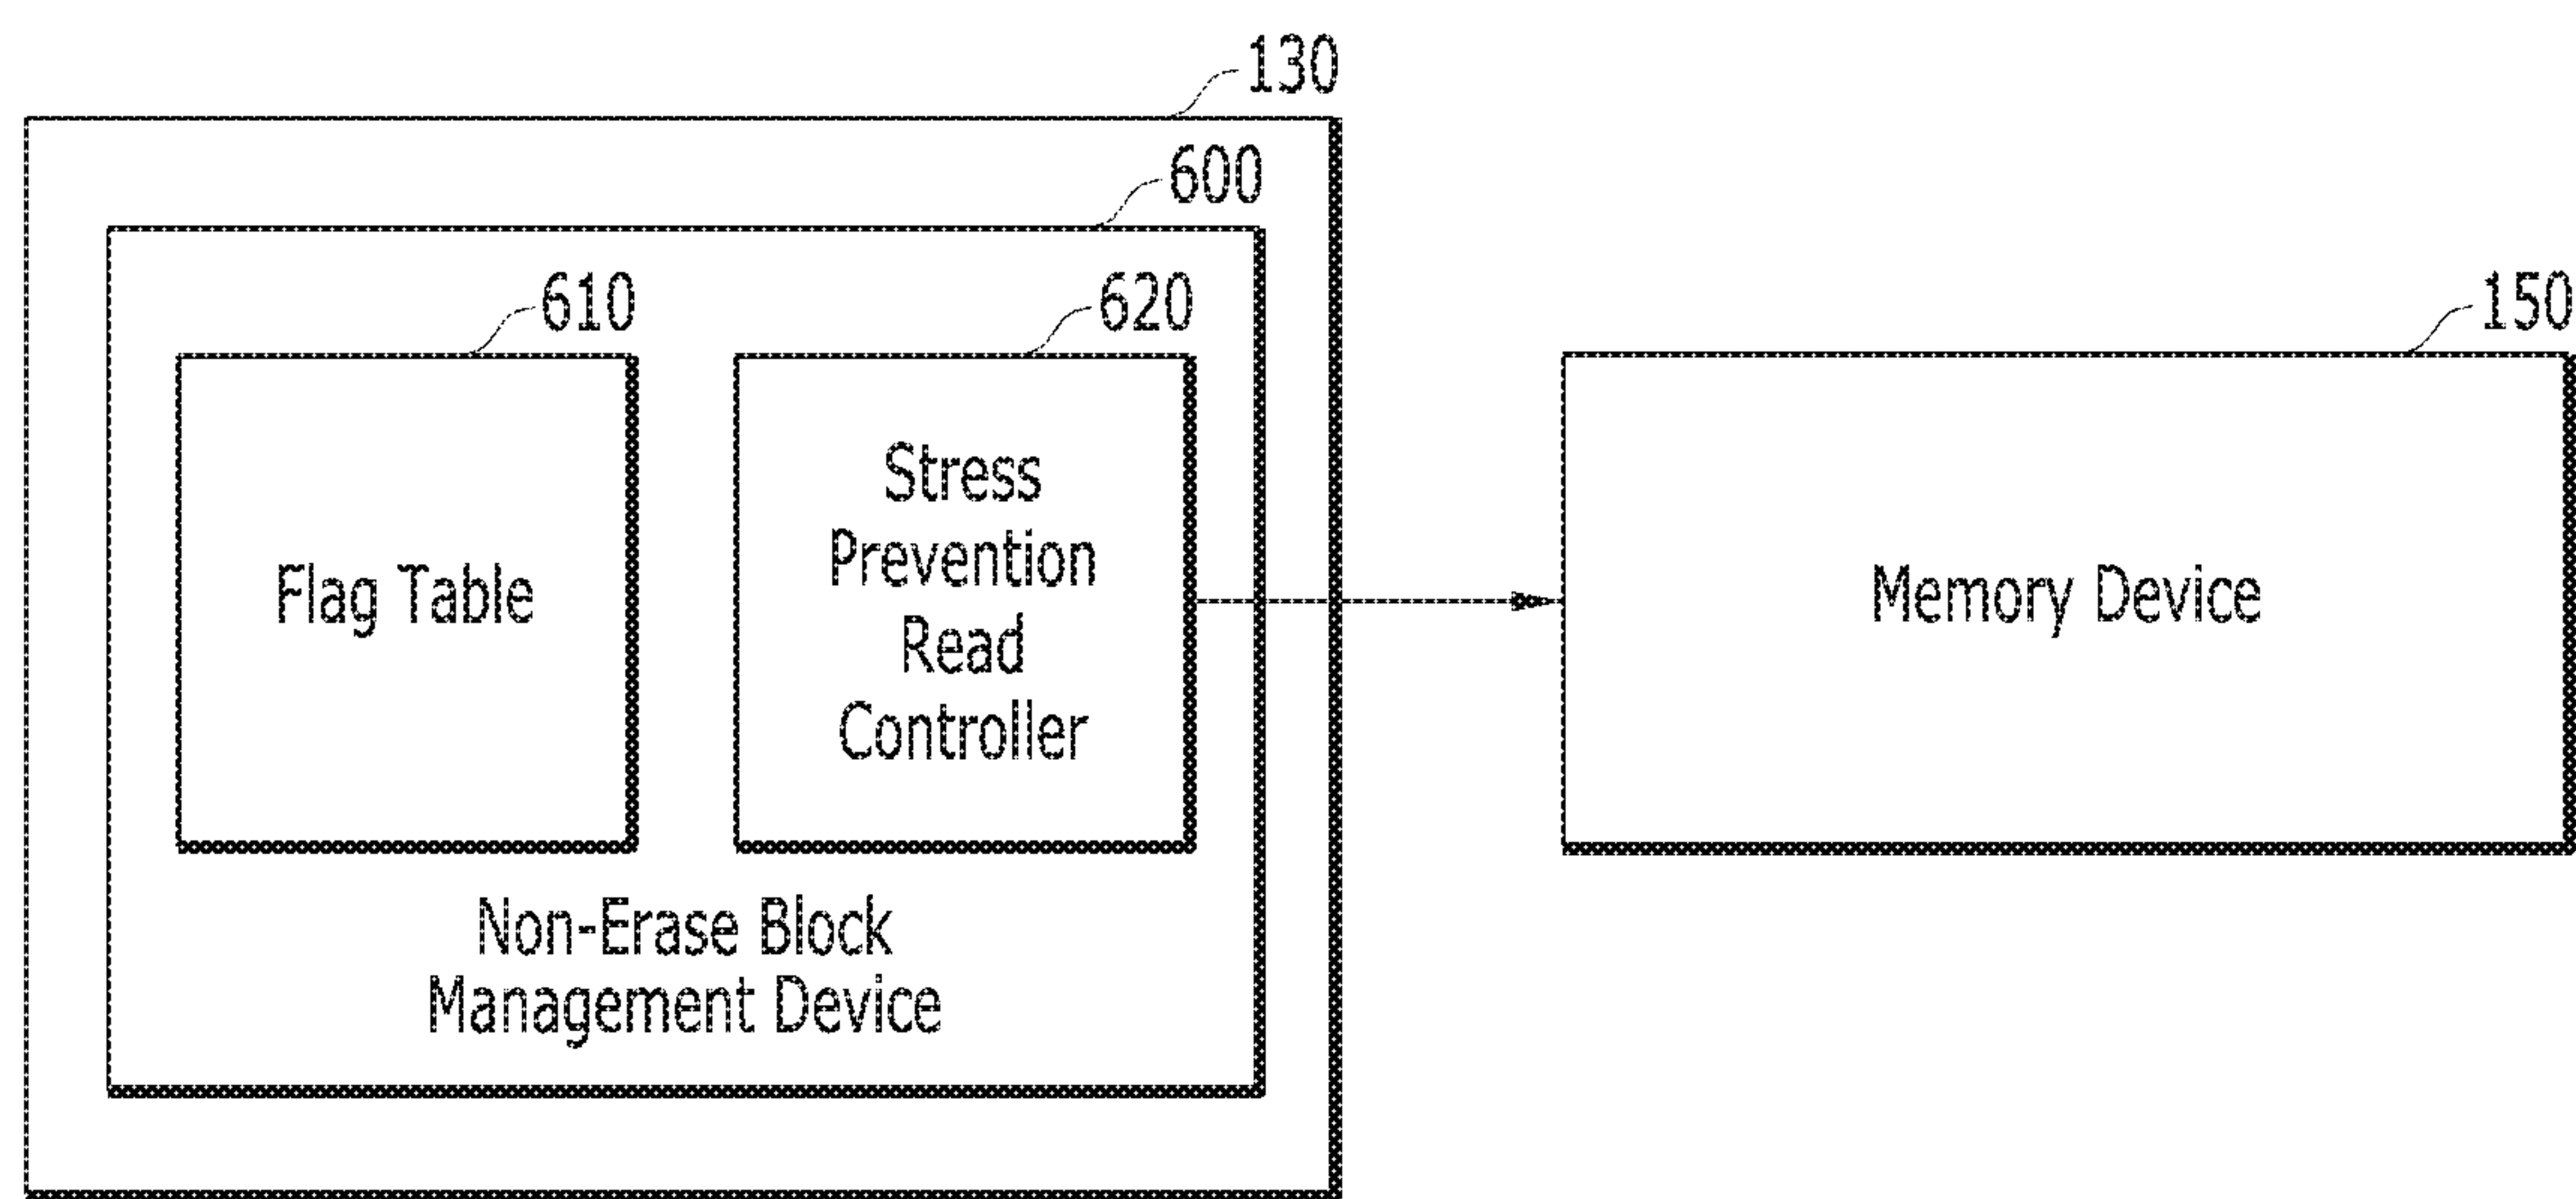 130
600
610
620
150
Flag Table
Stress
Prevention
Read
Controller
Memory Device
Non-Erase Block
Management Device